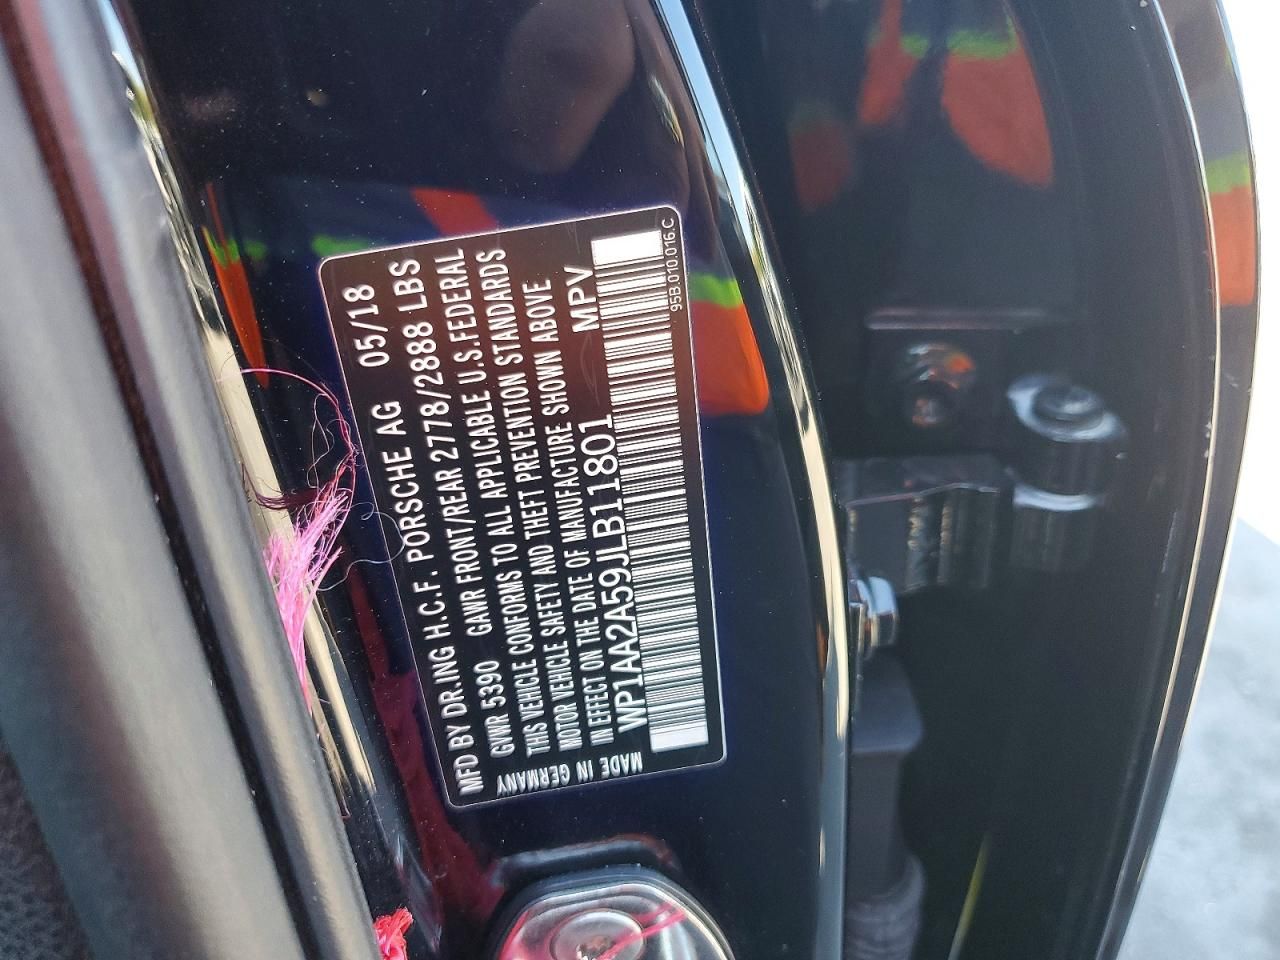 MFD BY DR.ING H.C.F. PORSCHE AG 05/18
GVWR 5390 GAWR FRONT/REAR 2778/2888 LBS
THIS VEHICLE CONFORMS TO ALL APPLICABLE U.S.FEDERAL
MOTOR VEHICLE SAFETY AND THEFT PREVENTION STANDARDS
IN EFFECT ON THE DATE OF MANUFACTURE SHOWN ABOVE
WP1AA2A59JLB11801 MPV
MADE IN GERMANY
95B.010.016.C